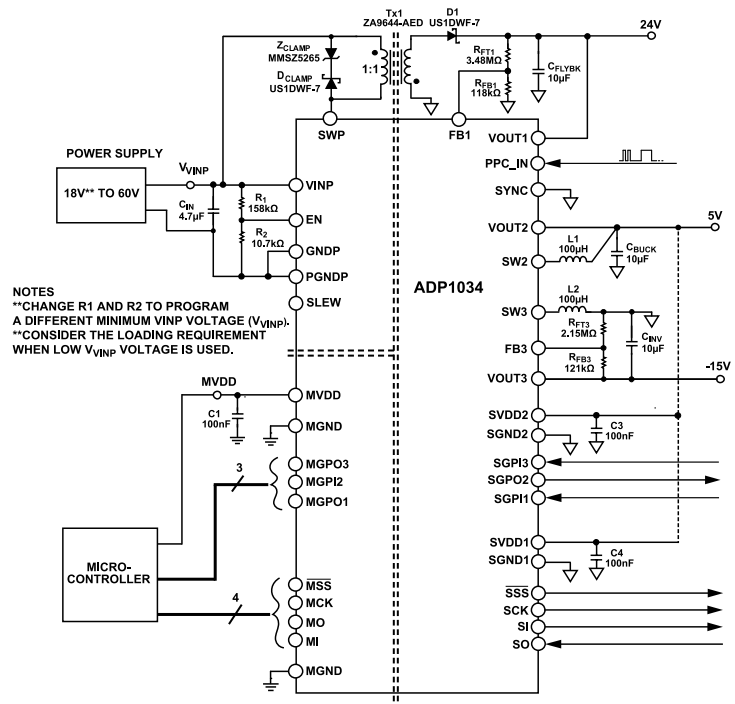 Tx1
ZA9644-AED
D1
US1DWF-7
24V
ZCLAMP
MMSZ5265
DCLAMP
US1DWF-7
1:1
RFT1
3.48MΩ
RFB1
118kΩ
CFLYBK
10µF
SWP
FB1
VOUT1
POWER SUPPLY
VVINP
18V** TO 60V
CIN
4.7µF
R1
158kΩ
R2
10.7kΩ
VINP
EN
GNDP
PGNDP
SLEW
PPC_IN
SYNC
VOUT2
5V
L1
100µH
CBUCK
10µF
SW2
ADP1034
L2
100µH
SW3
RFT3
2.15MΩ
CINV
10µF
FB3
RFB3
121kΩ
VOUT3
-15V
NOTES
**CHANGE R1 AND R2 TO PROGRAM
A DIFFERENT MINIMUM VINP VOLTAGE (VVINP).
**CONSIDER THE LOADING REQUIREMENT
WHEN LOW VVINP VOLTAGE IS USED.
MVDD
MVDD
C1
100nF
MGND
SVDD2
C3
100nF
SGND2
3
MGPO3
MGPI2
MGPO1
SGPI3
SGPO2
SGPI1
SVDD1
C4
100nF
SGND1
MICRO-
CONTROLLER
4
MSS
MCK
MO
MI
MGND
SSS
SCK
SI
SO